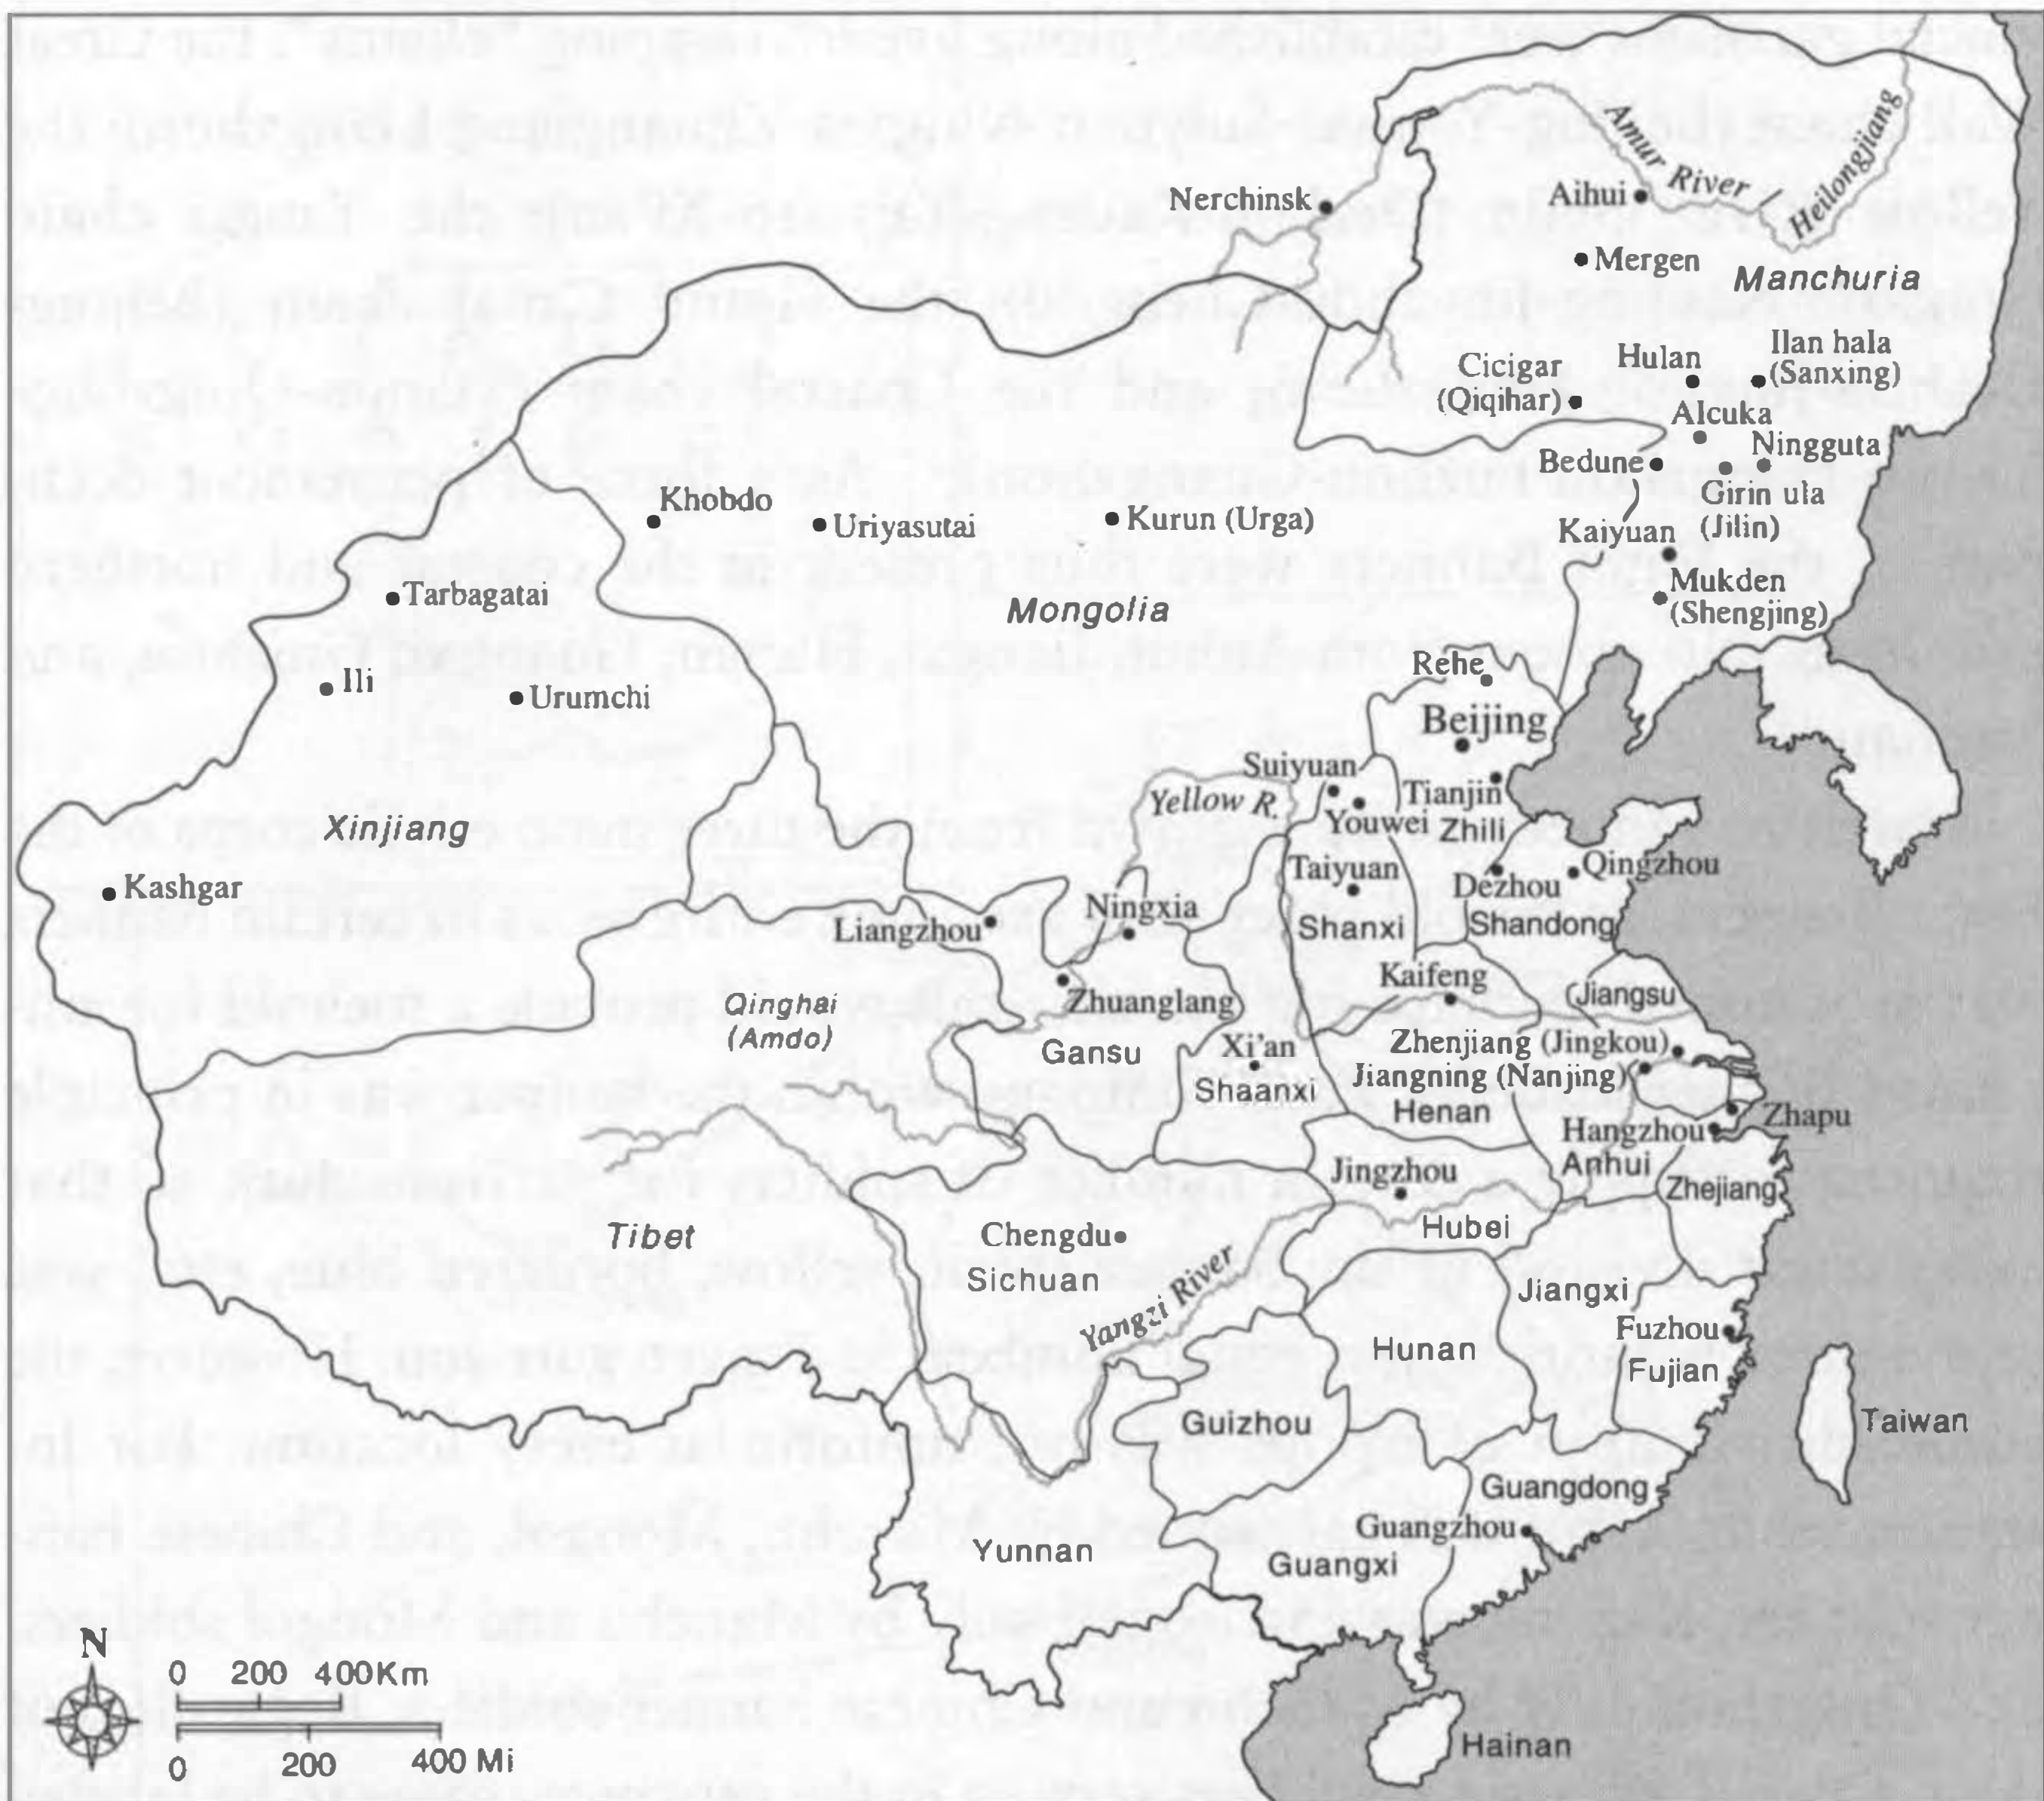 Amur River /
Heilongjiang
Nerchinsk
Aihui
Mergen
Manchuria
Cicigar
(Qiqihar)
Hulan
Ilan hala
(Sanxing)
Alcuka
Ningguta
Bedune
Girin ula
(Jilin)
Kaiyuan
Mukden
(Shengjing)
Khobdo
Uriyasutai
Kurun (Urga)
Mongolia
Tarbagatai
Ili
Urumchi
Xinjiang
Kashgar
Rehe
Beijing
Suiyuan
Yellow R.
Tianjin
Youwei
Zhili
Taiyuan
Dezhou
Qingzhou
Shanxi
Shandong
Liangzhou
Ningxia
Kaifeng
Jiangsu
Zhuanglang
Qinghai
(Amdo)
Gansu
Xi'an
Shaanxi
Zhenjiang (Jingkou)
Jiangning (Nanjing)
Henan
Zhapu
Hangzhou
Anhui
Jingzhou
Zhejiang
Hubei
Tibet
Chengdu
Sichuan
Yangzi River
Jiangxi
Hunan
Fuzhou
Fujian
Taiwan
Guizhou
Guangdong
Guangzhou
Guangxi
Yunnan
Hainan
N
0 200 400Km
0 200 400 Mi